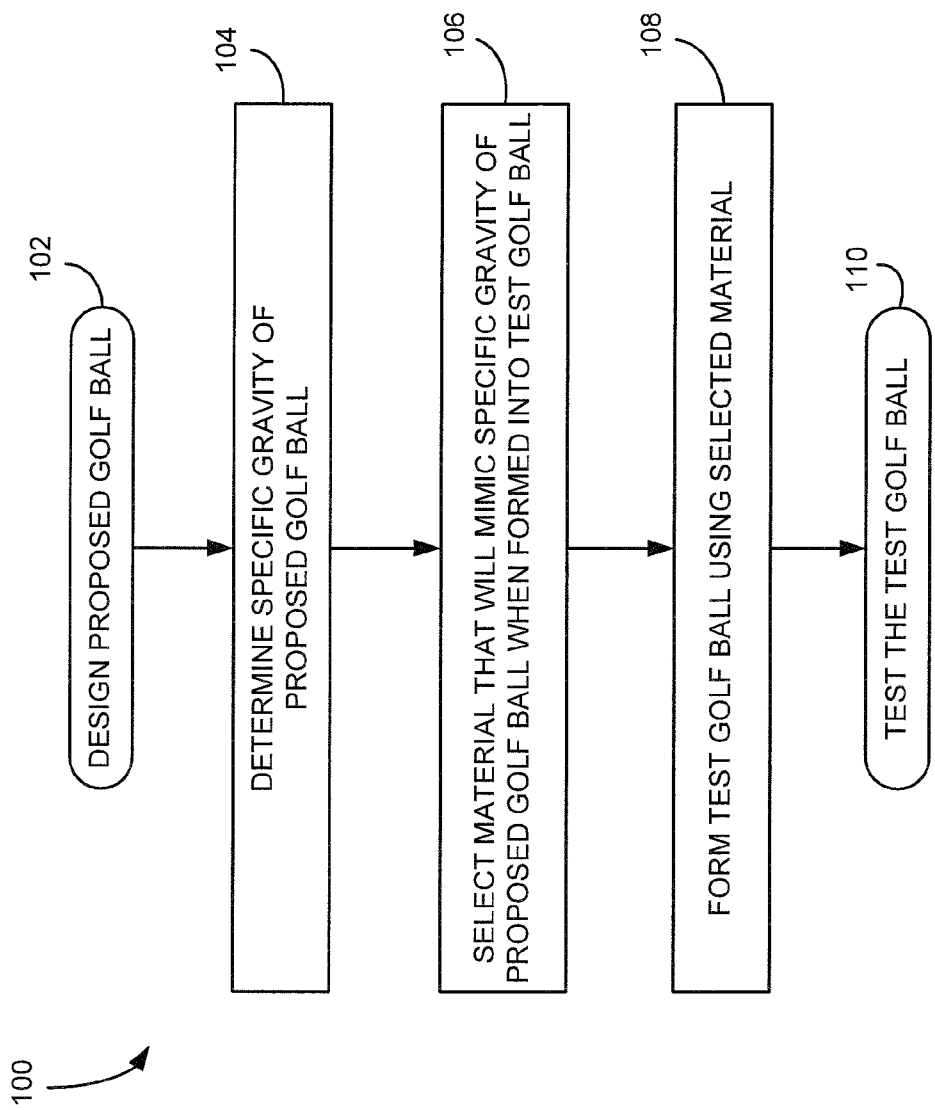 100
102
DESIGN PROPOSED GOLF BALL
104
DETERMINE SPECIFIC GRAVITY OF
PROPOSED GOLF BALL
106
SELECT MATERIAL THAT WILL MIMIC SPECIFIC GRAVITY OF
PROPOSED GOLF BALL WHEN FORMED INTO TEST GOLF BALL
108
FORM TEST GOLF BALL USING SELECTED MATERIAL
110
TEST THE TEST GOLF BALL